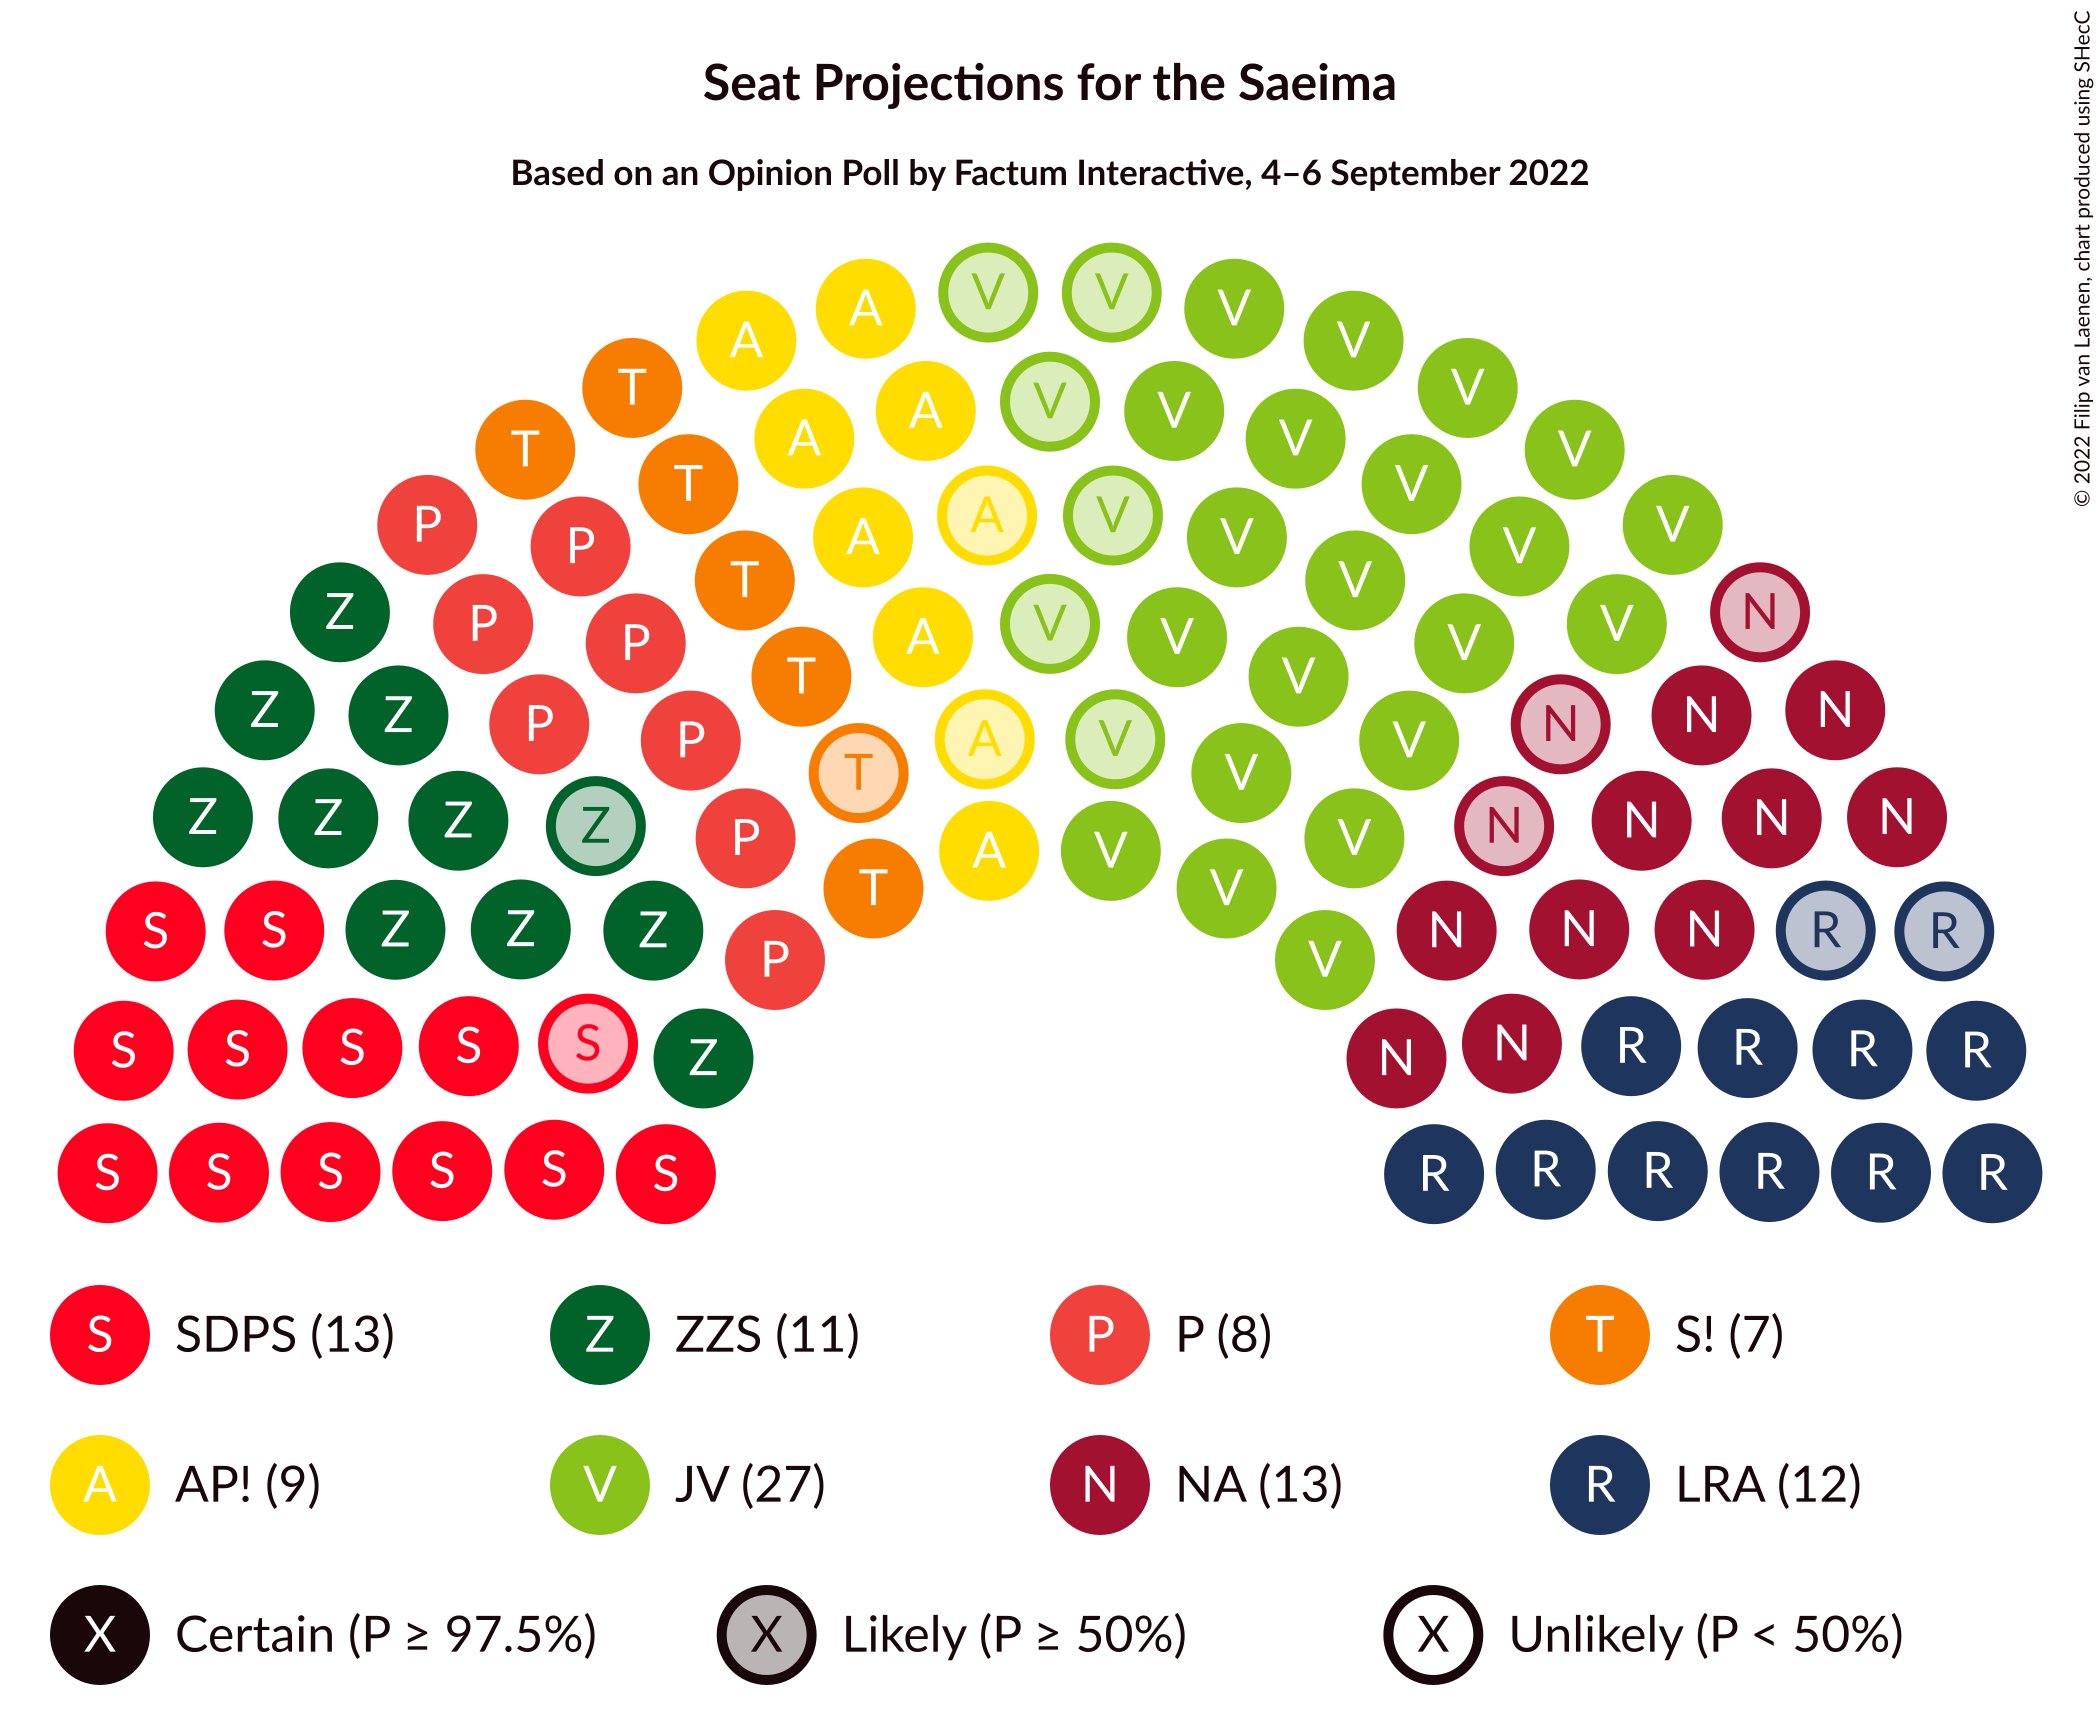 Seat Projections for the Saeima
Based on an Opinion Poll by Factum Interactive, 4–6 September 2022
© 2022 Filip van Laenen, chart produced using SHecC
V V
A V
A V
T V
A V
A V
V
T V
A V
T V
A V
P V
P V
A V
Z N
P V
A V
P V
T V
Z N
Z N
P N
P V
A V
T V
Z N
Z N
Z N
Z N
P V
A V
T V
S R
S R
Z N
Z N
Z N
P V
S R
S R
S R
S R
S N
Z N
S S S S S S R R R R R R
S SDPS (13) Z ZZS (11) P P (8) T S! (7)
A AP! (9) V JV (27) N NA (13) R LRA (12)
X Certain (P ≥ 97.5%) X Likely (P ≥ 50%) X Unlikely (P < 50%)